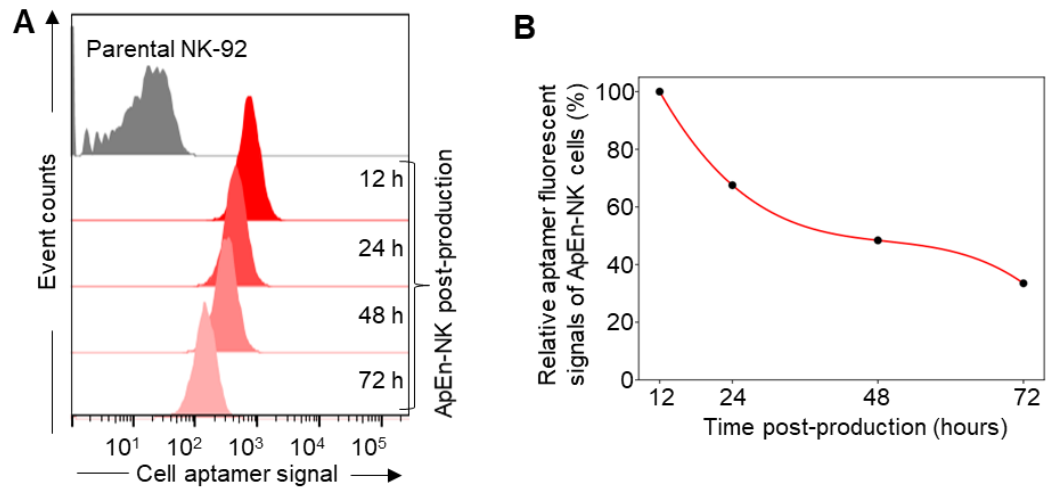 A
Parental NK-92
12 h
24 h
48 h
72 h
Event counts
ApEn-NK post-production
10¹ 10² 10³ 10⁴ 10⁵
Cell aptamer signal
B
Relative aptamer fluorescent
signals of ApEn-NK cells (%)
100
80
60
40
20
0
12 24 48 72
Time post-production (hours)